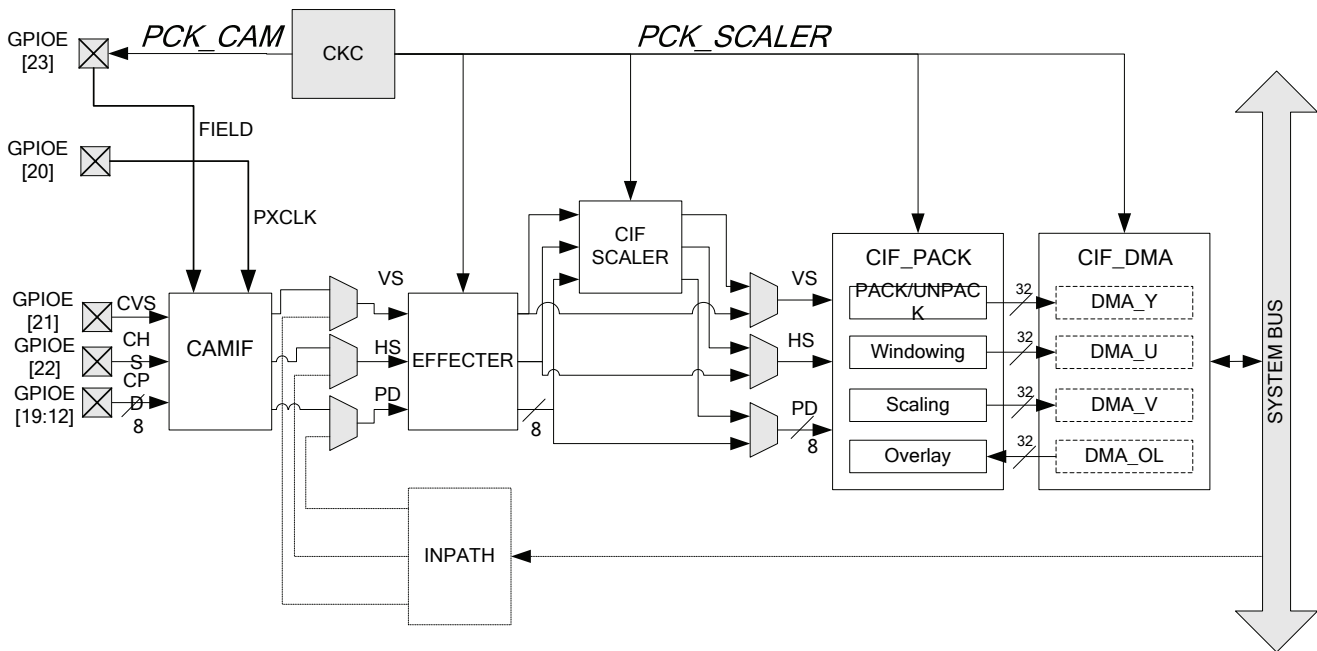 GPIOE
[23]
PCK_CAM
CKC
PCK_SCALER
FIELD
GPIOE
[20]
PXCLK
CIF
SCALER
CIF_PACK
CIF_DMA
GPIOE
[21]
CVS
GPIOE
[22]
CH
S
GPIOE
[19:12]
CP
D
8
CAMIF
VS
HS
PD
EFFECTER
8
VS
HS
PD
8
PACK/UNPAC
K
32
DMA_Y
Windowing
32
DMA_U
Scaling
32
DMA_V
Overlay
32
DMA_OL
SYSTEM BUS
INPATH